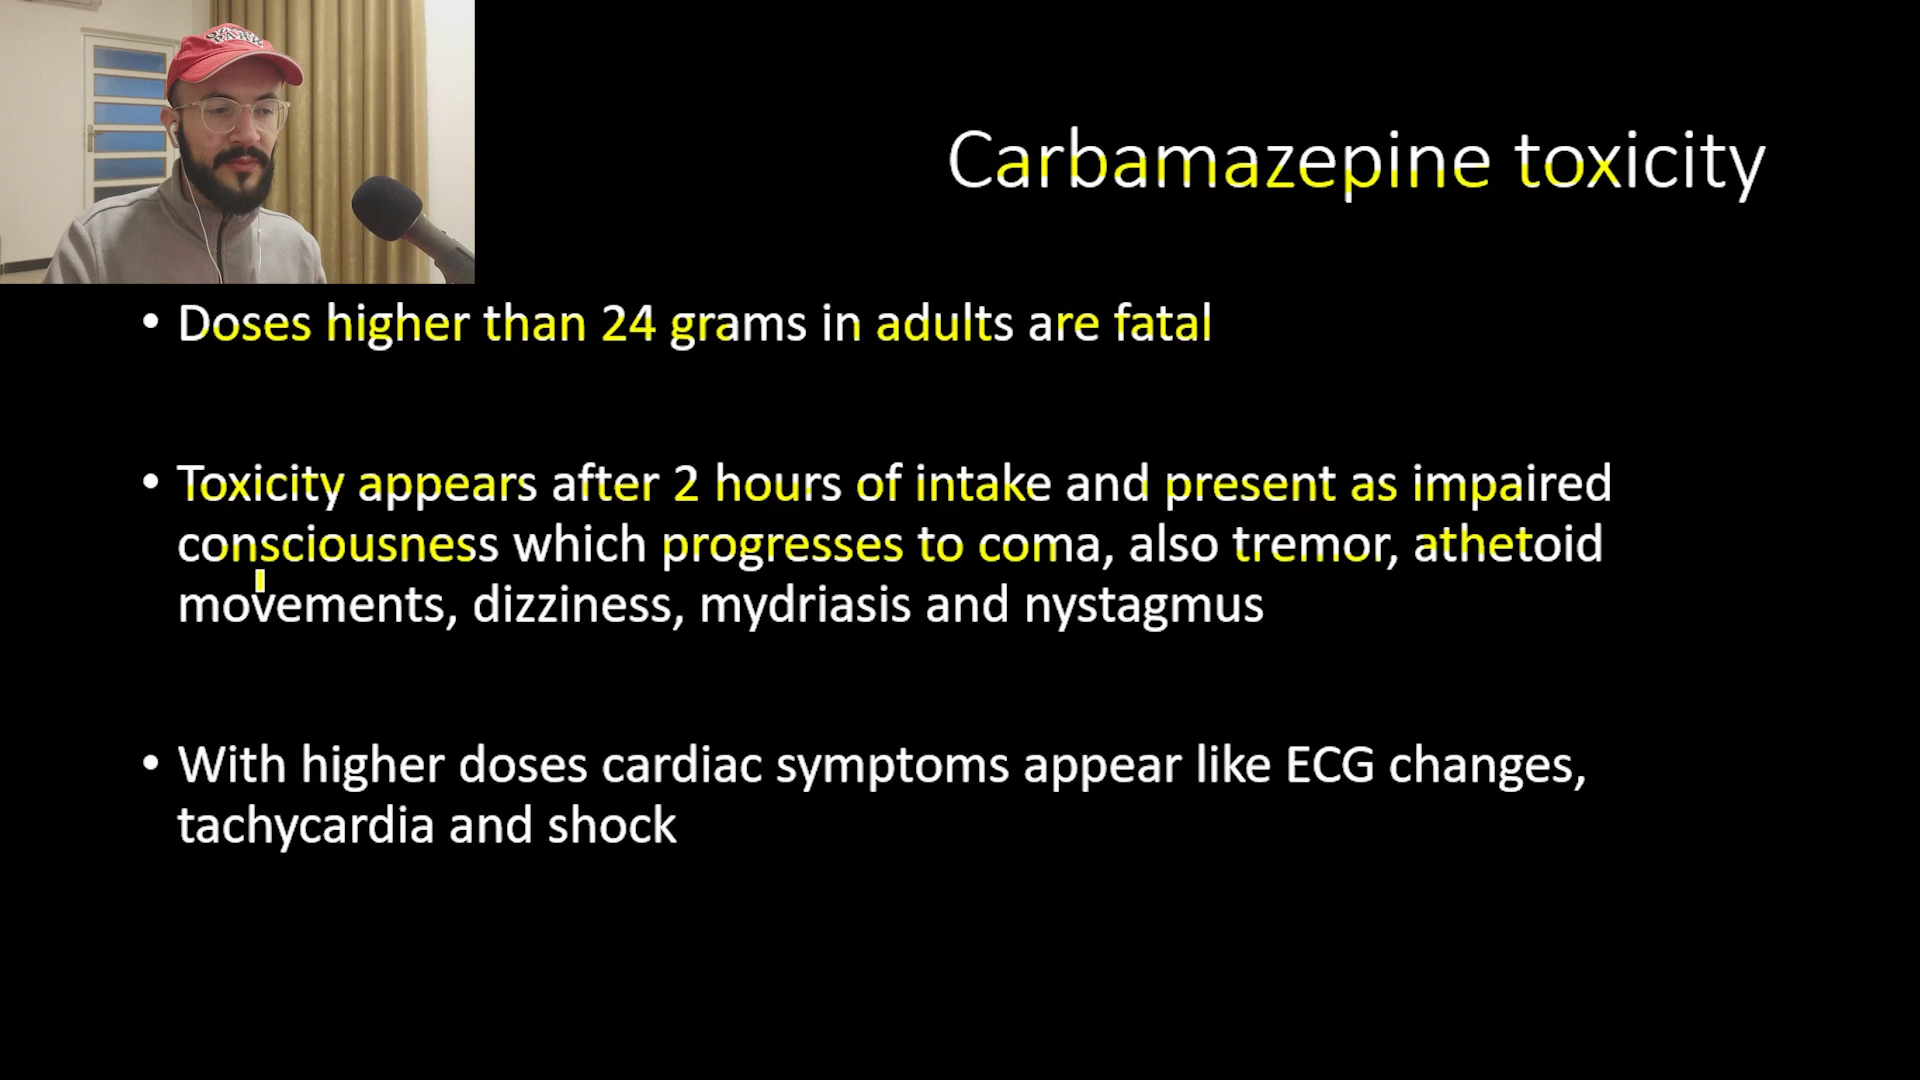 Carbamazepine toxicity
• Doses higher than 24 grams in adults are fatal
• Toxicity appears after 2 hours of intake and present as impaired
consciousness which progresses to coma, also tremor, athetoid
movements, dizziness, mydriasis and nystagmus
• With higher doses cardiac symptoms appear like ECG changes,
tachycardia and shock